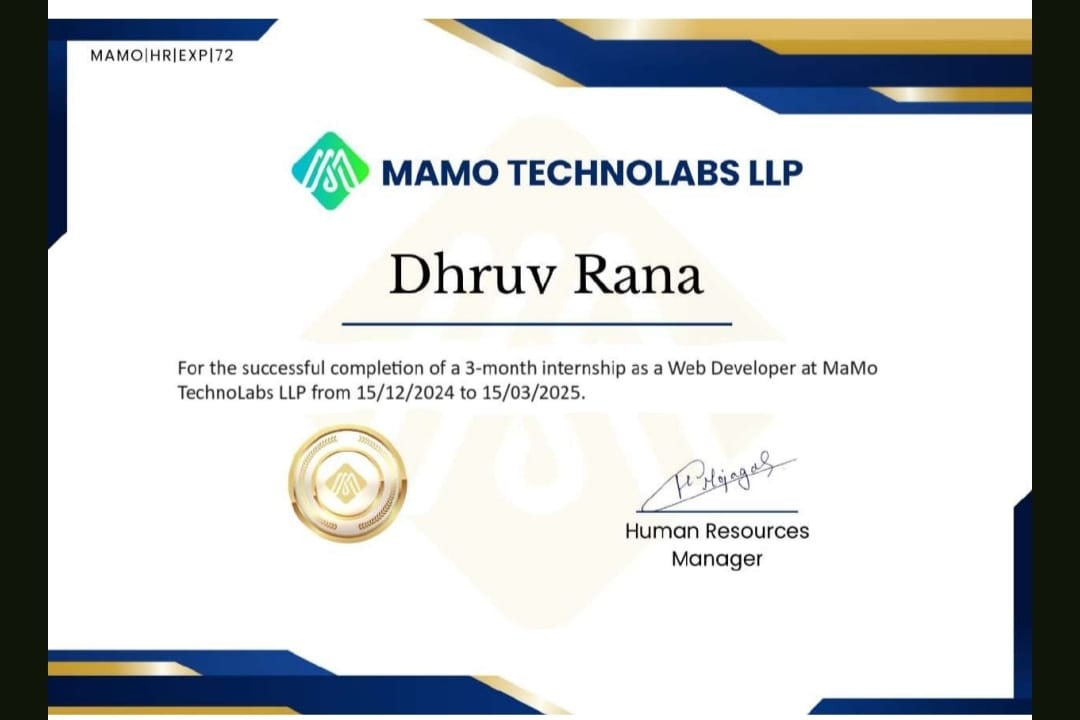 MAMO|HR|EXP|72
MAMO TECHNOLABS LLP
Dhruv Rana
For the successful completion of a 3-month internship as a Web Developer at MaMo
TechnoLabs LLP from 15/12/2024 to 15/03/2025.
Human Resources
Manager